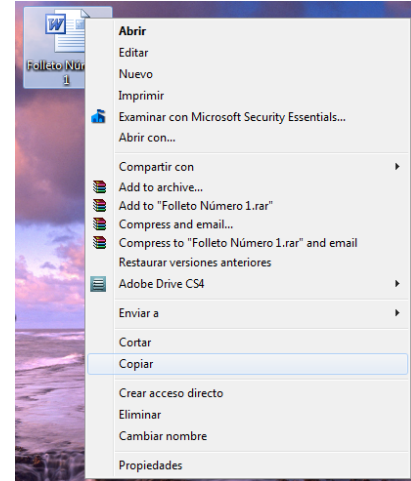 Folleto Núm
1
Abrir
Editar
Nuevo
Imprimir
Examinar con Microsoft Security Essentials...
Abrir con...
Compartir con
Add to archive...
Add to "Folleto Número 1.rar"
Compress and email...
Compress to "Folleto Número 1.rar" and email
Restaurar versiones anteriores
Adobe Drive CS4
Enviar a
Cortar
Copiar
Crear acceso directo
Eliminar
Cambiar nombre
Propiedades